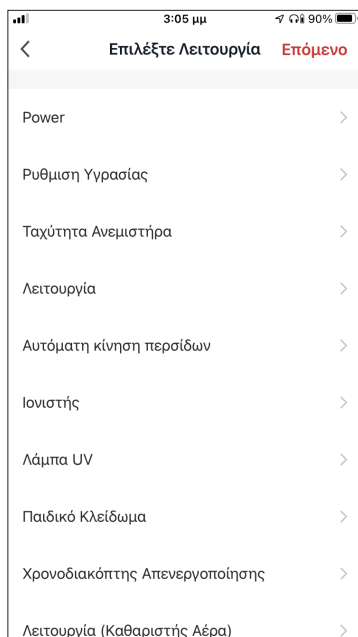 3:05 μμ
90%
Επιλέξτε Λειτουργία
Επόμενο
Power
Ρυθμιση Υγρασίας
Ταχύτητα Ανεμιστήρα
Λειτουργία
Αυτόματη κίνηση περσίδων
Ιονιστής
Λάμπα UV
Παιδικό Κλείδωμα
Χρονοδιακόπτης Απενεργοποίησης
Λειτουργία (Καθαριστής Αέρα)